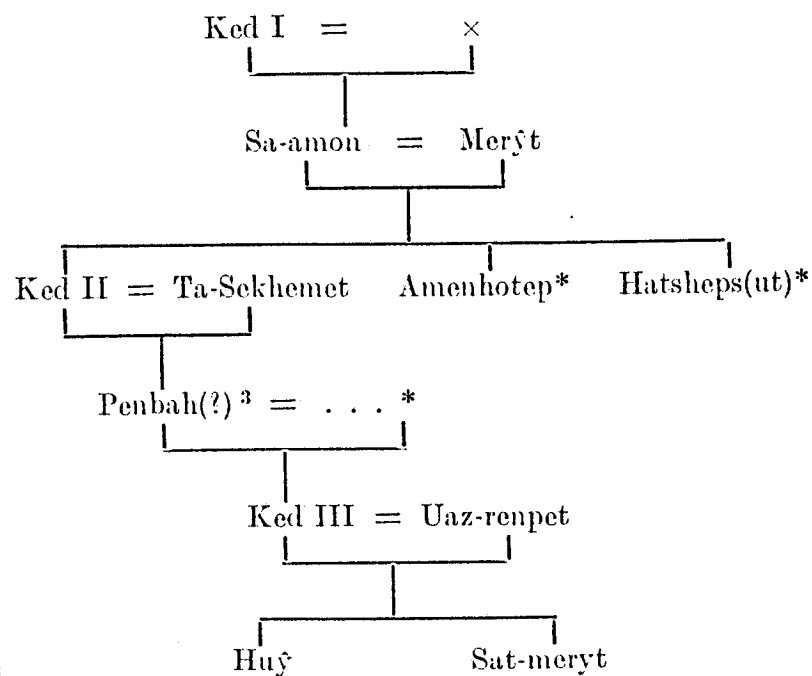 Ked I = ×
Sa-amon = Merŷt
Ked II = Ta-Sekhemet Amenhotep* Hatsheps(ut)*
Penbah(?) ³ = . . . *
Ked III = Uaz-renpet
Huŷ Sat-meryt